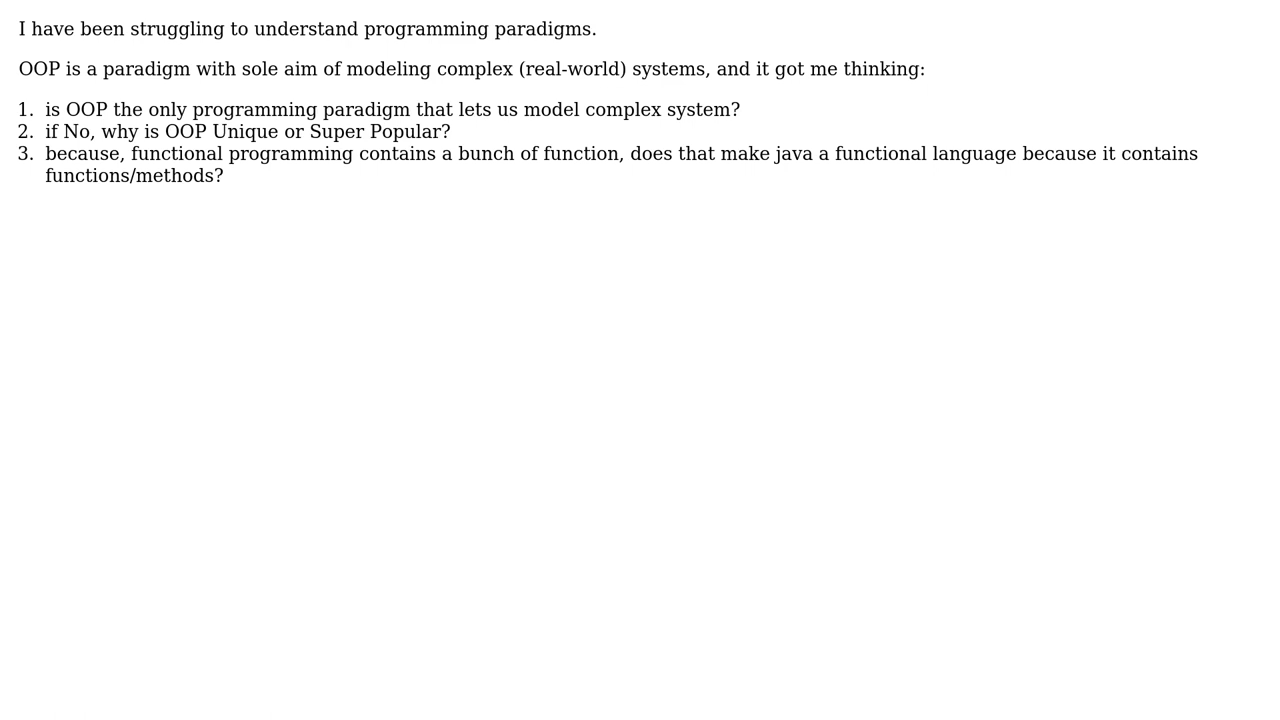 I have been struggling to understand programming paradigms.
OOP is a paradigm with sole aim of modeling complex (real-world) systems, and it got me thinking:
1. is OOP the only programming paradigm that lets us model complex system?
2. if No, why is OOP Unique or Super Popular?
3. because, functional programming contains a bunch of function, does that make java a functional language because it contains
functions/methods?